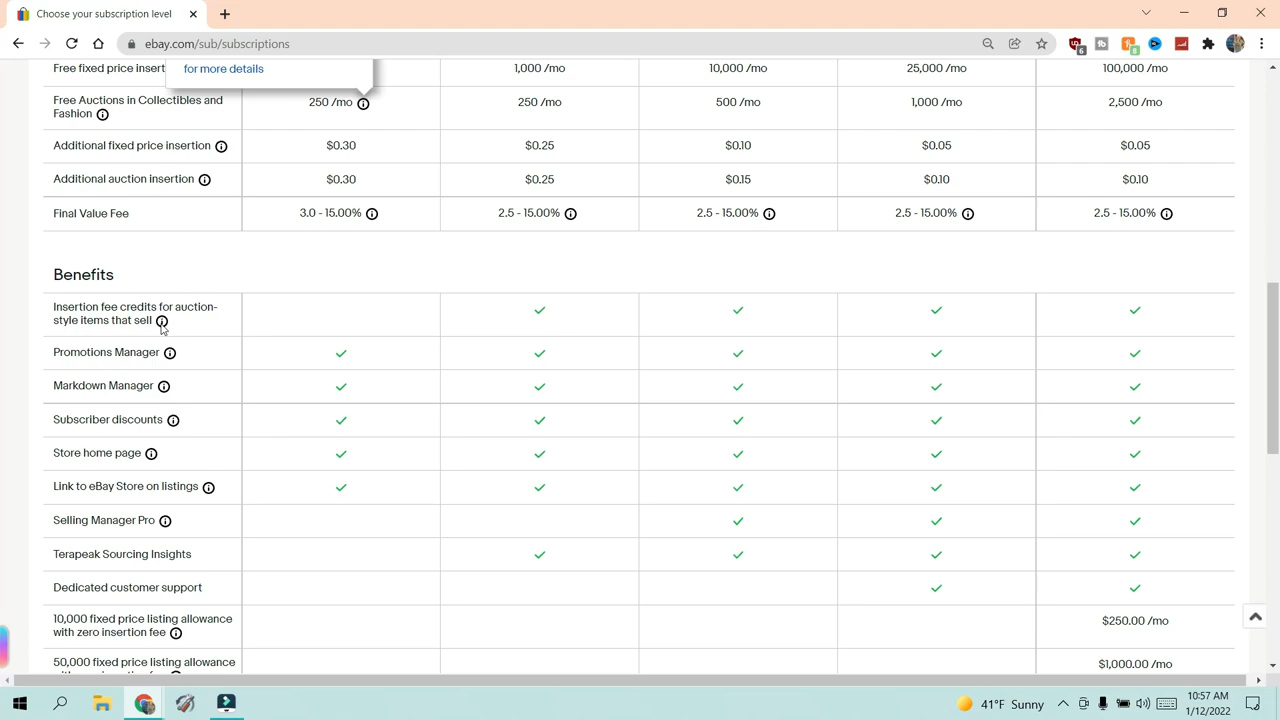 Choose your subscription level
ebay.com/sub/subscriptions
6
8
for more details
Free fixed price insert 1,000 /mo 10,000 /mo 25,000 /mo 100,000 /mo
Free Auctions in Collectibles and
Fashion 250 /mo 250 /mo 500 /mo 1,000 /mo 2,500 /mo
Additional fixed price insertion $0.30 $0.25 $0.10 $0.05 $0.05
Additional auction insertion $0.30 $0.25 $0.15 $0.10 $0.10
Final Value Fee 3.0 - 15.00% 2.5 - 15.00% 2.5 - 15.00% 2.5 - 15.00% 2.5 - 15.00%
Benefits
Insertion fee credits for auction-
style items that sell
Promotions Manager
Markdown Manager
Subscriber discounts
Store home page
Link to eBay Store on listings
Selling Manager Pro
Terapeak Sourcing Insights
Dedicated customer support
10,000 fixed price listing allowance
with zero insertion fee $250.00 /mo
50,000 fixed price listing allowance $1,000.00 /mo
41°F Sunny
10:57 AM
1/12/2022